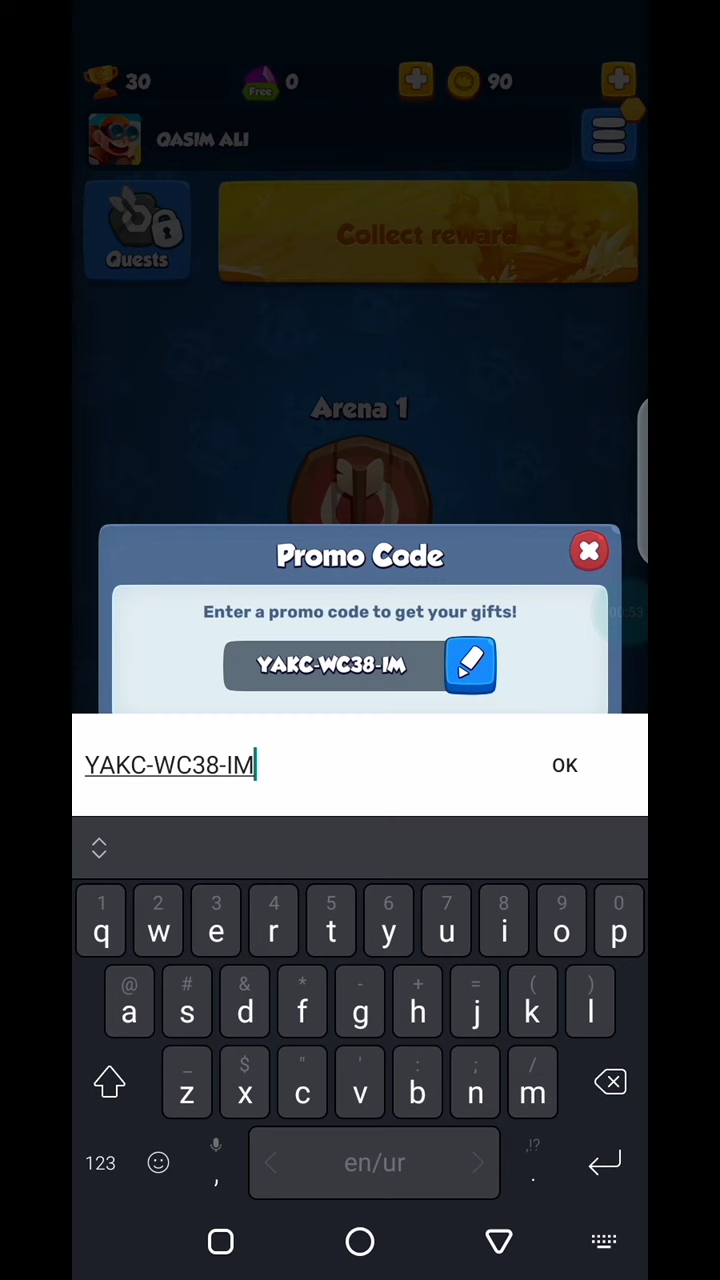 30
Free
0
90
QASIM ALI
Quests
Collect reward
Arena 1
Promo Code
Enter a promo code to get your gifts!
00:53
YAKC-WC38-IM
YAKC-WC38-IM
OK
1 2 3 4 5 6 7 8 9 0
q w e r t y u i o p
@ # & * - + = ( )
a s d f g h j k l
_ $ " ' : ; /
z x c v b n m
,!?
123 , en/ur .